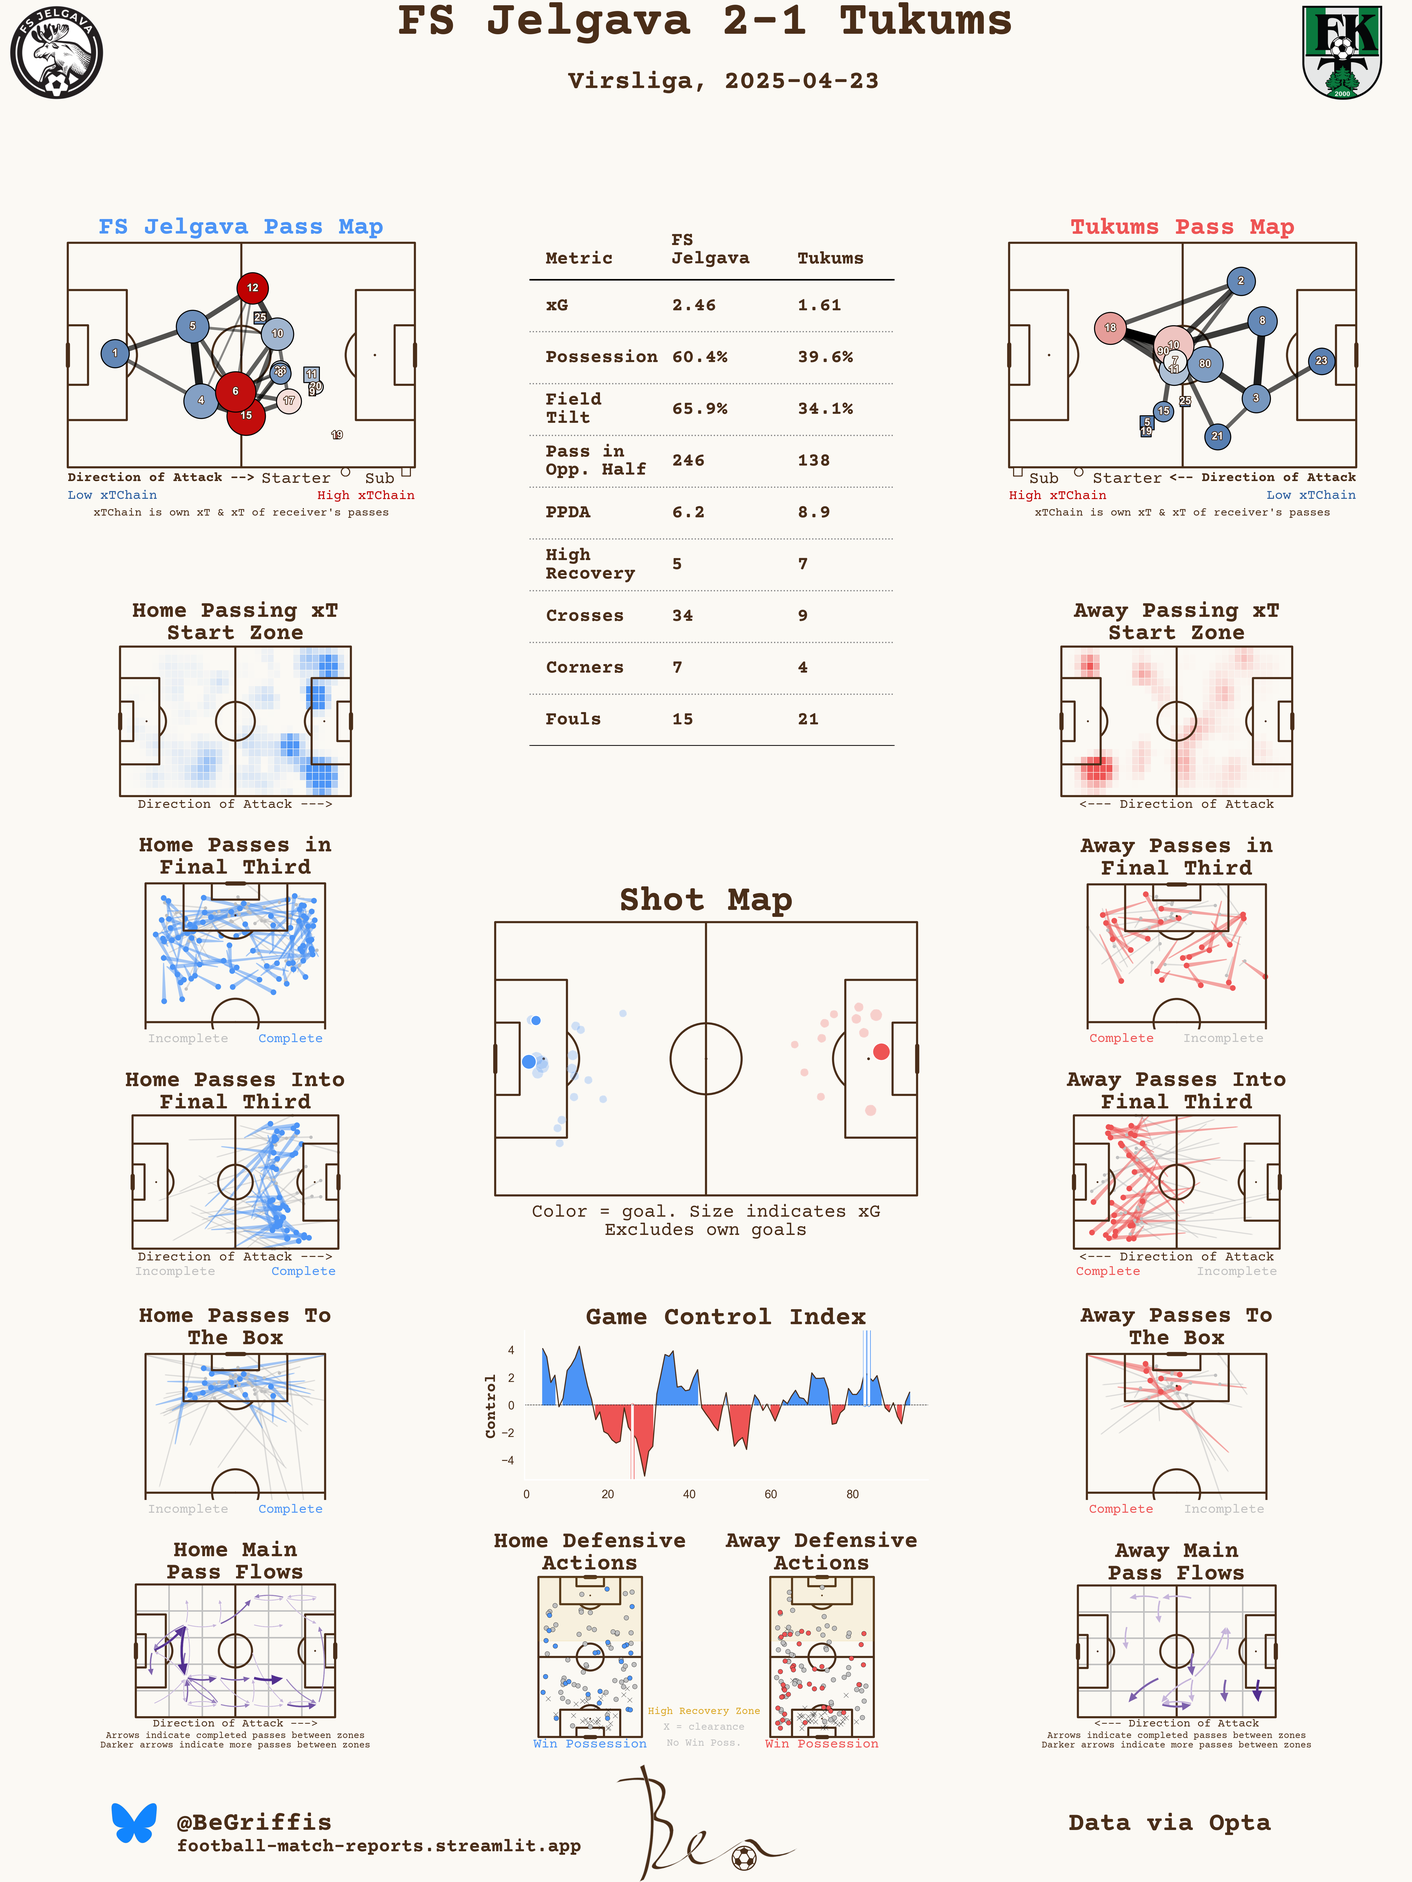 FS Jelgava 2-1 Tukums
Virsliga, 2025-04-23
FS JELGAVA
FK
2000
FS Jelgava Pass Map
12
25
5
10
1
8
11
20
9
6
4
17
15
19
Direction of Attack --> Starter Sub
Low xTChain High xTChain
xTChain is own xT & xT of receiver's passes
Metric FS Jelgava Tukums
xG 2.46 1.61
Possession 60.4% 39.6%
Field Tilt 65.9% 34.1%
Pass in Opp. Half 246 138
PPDA 6.2 8.9
High Recovery 5 7
Crosses 34 9
Corners 7 4
Fouls 15 21
Tukums Pass Map
2
8
18
10
90
7
11
80
23
3
25
15
5
19
21
Sub Starter <-- Direction of Attack
High xTChain Low xTChain
xTChain is own xT & xT of receiver's passes
Home Passing xT
Start Zone
Direction of Attack --->
Away Passing xT
Start Zone
<--- Direction of Attack
Home Passes in
Final Third
Incomplete Complete
Away Passes in
Final Third
Complete Incomplete
Shot Map
Color = goal. Size indicates xG
Excludes own goals
Home Passes Into
Final Third
Direction of Attack --->
Incomplete Complete
Away Passes Into
Final Third
<--- Direction of Attack
Complete Incomplete
Home Passes To
The Box
Incomplete Complete
Game Control Index
Control
4
2
0
−2
−4
0 20 40 60 80
Away Passes To
The Box
Complete Incomplete
Home Main
Pass Flows
Direction of Attack --->
Arrows indicate completed passes between zones
Darker arrows indicate more passes between zones
Home Defensive
Actions
Win Possession
Away Defensive
Actions
Win Possession
High Recovery Zone
X = clearance
No Win Poss.
Away Main
Pass Flows
<--- Direction of Attack
Arrows indicate completed passes between zones
Darker arrows indicate more passes between zones
@BeGriffis
football-match-reports.streamlit.app
Ben
Data via Opta